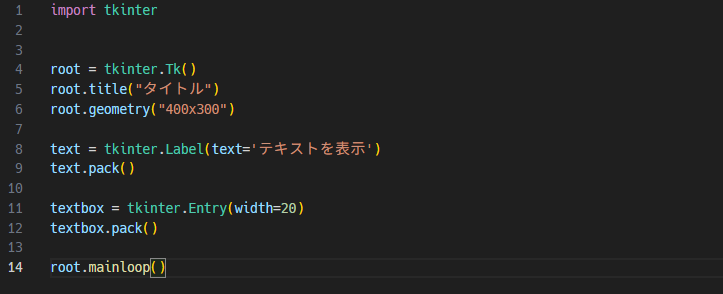 1 import tkinter
2
3
4 root = tkinter.Tk()
5 root.title("タイトル")
6 root.geometry("400x300")
7
8 text = tkinter.Label(text='テキストを表示')
9 text.pack()
10
11 textbox = tkinter.Entry(width=20)
12 textbox.pack()
13
14 root.mainloop()